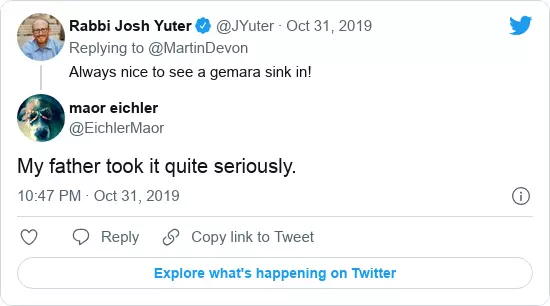 Rabbi Josh Yuter @JYuter · Oct 31, 2019
Replying to @MartinDevon
Always nice to see a gemara sink in!
maor eichler
@EichlerMaor
My father took it quite seriously.
10:47 PM · Oct 31, 2019
Reply Copy link to Tweet
Explore what's happening on Twitter